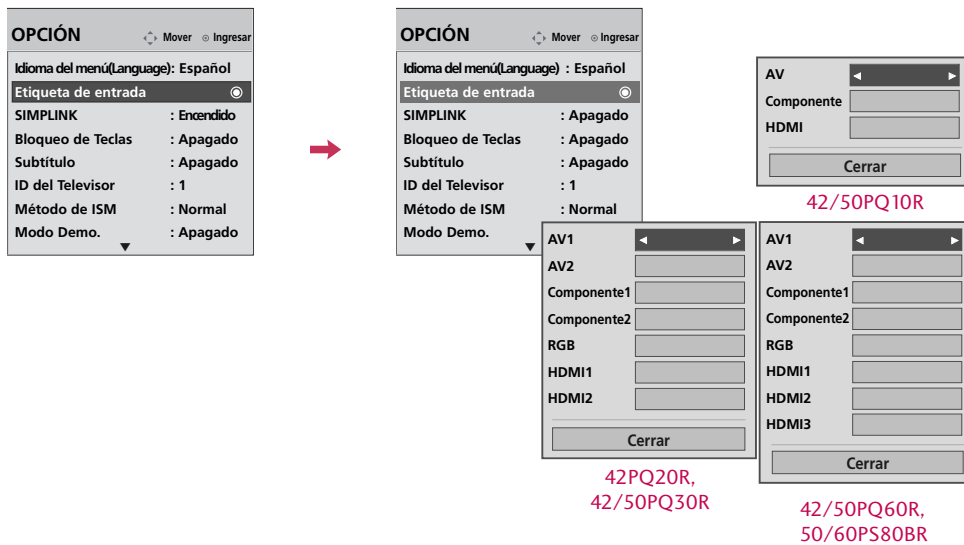 OPCIÓN Mover Ingresar
Idioma del menú(Language): Español
Etiqueta de entrada
SIMPLINK : Encendido
Bloqueo de Teclas : Apagado
Subtítulo : Apagado
ID del Televisor : 1
Método de ISM : Normal
Modo Demo. : Apagado
OPCIÓN Mover Ingresar
Idioma del menú(Language) : Español
Etiqueta de entrada
SIMPLINK : Apagado
Bloqueo de Teclas : Apagado
Subtítulo : Apagado
ID del Televisor : 1
Método de ISM : Normal
Modo Demo. : Apagado
AV
Componente
HDMI
Cerrar
42/50PQ10R
AV1
AV2
Componente1
Componente2
RGB
HDMI1
HDMI2
Cerrar
42PQ20R,
42/50PQ30R
AV1
AV2
Componente1
Componente2
RGB
HDMI1
HDMI2
HDMI3
Cerrar
42/50PQ60R,
50/60PS80BR